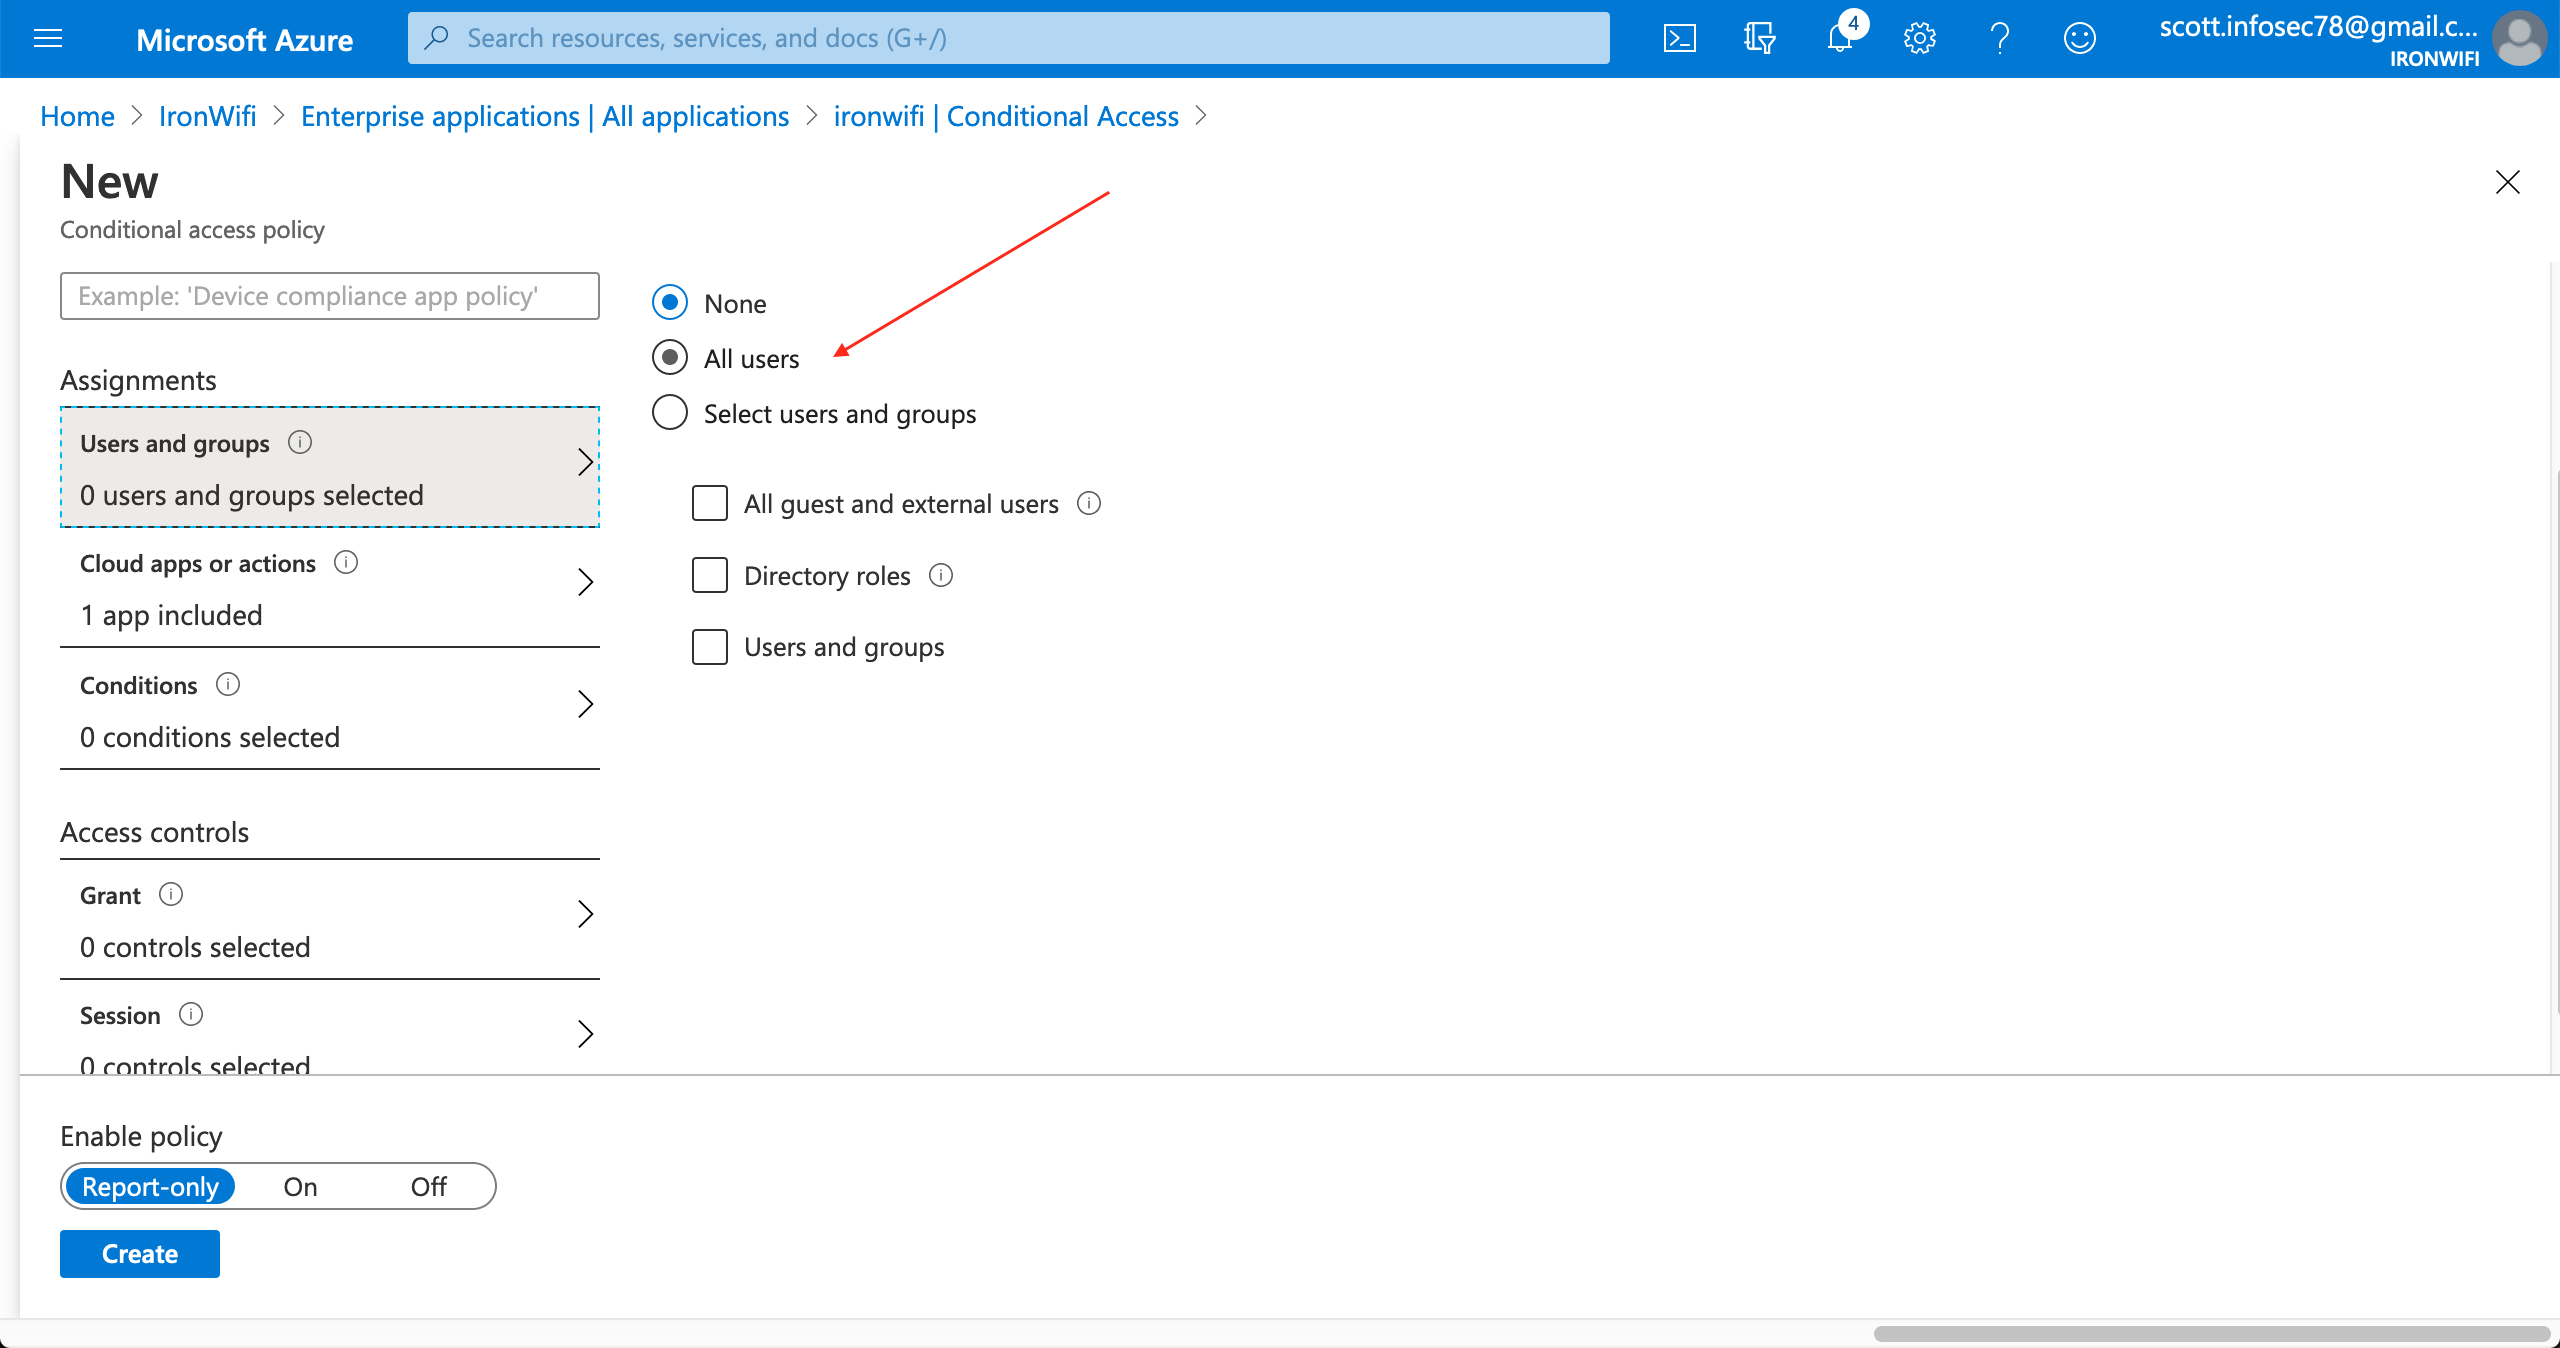 Microsoft Azure
Search resources, services, and docs (G+/)
4
scott.infosec78@gmail.c...
IRONWIFI
Home > IronWifi > Enterprise applications | All applications > ironwifi | Conditional Access >
New
Conditional access policy
Example: 'Device compliance app policy'
Assignments
Users and groups
0 users and groups selected
Cloud apps or actions
1 app included
Conditions
0 conditions selected
Access controls
Grant
0 controls selected
Session
0 controls selected
None
All users
Select users and groups
All guest and external users
Directory roles
Users and groups
Enable policy
Report-only On Off
Create